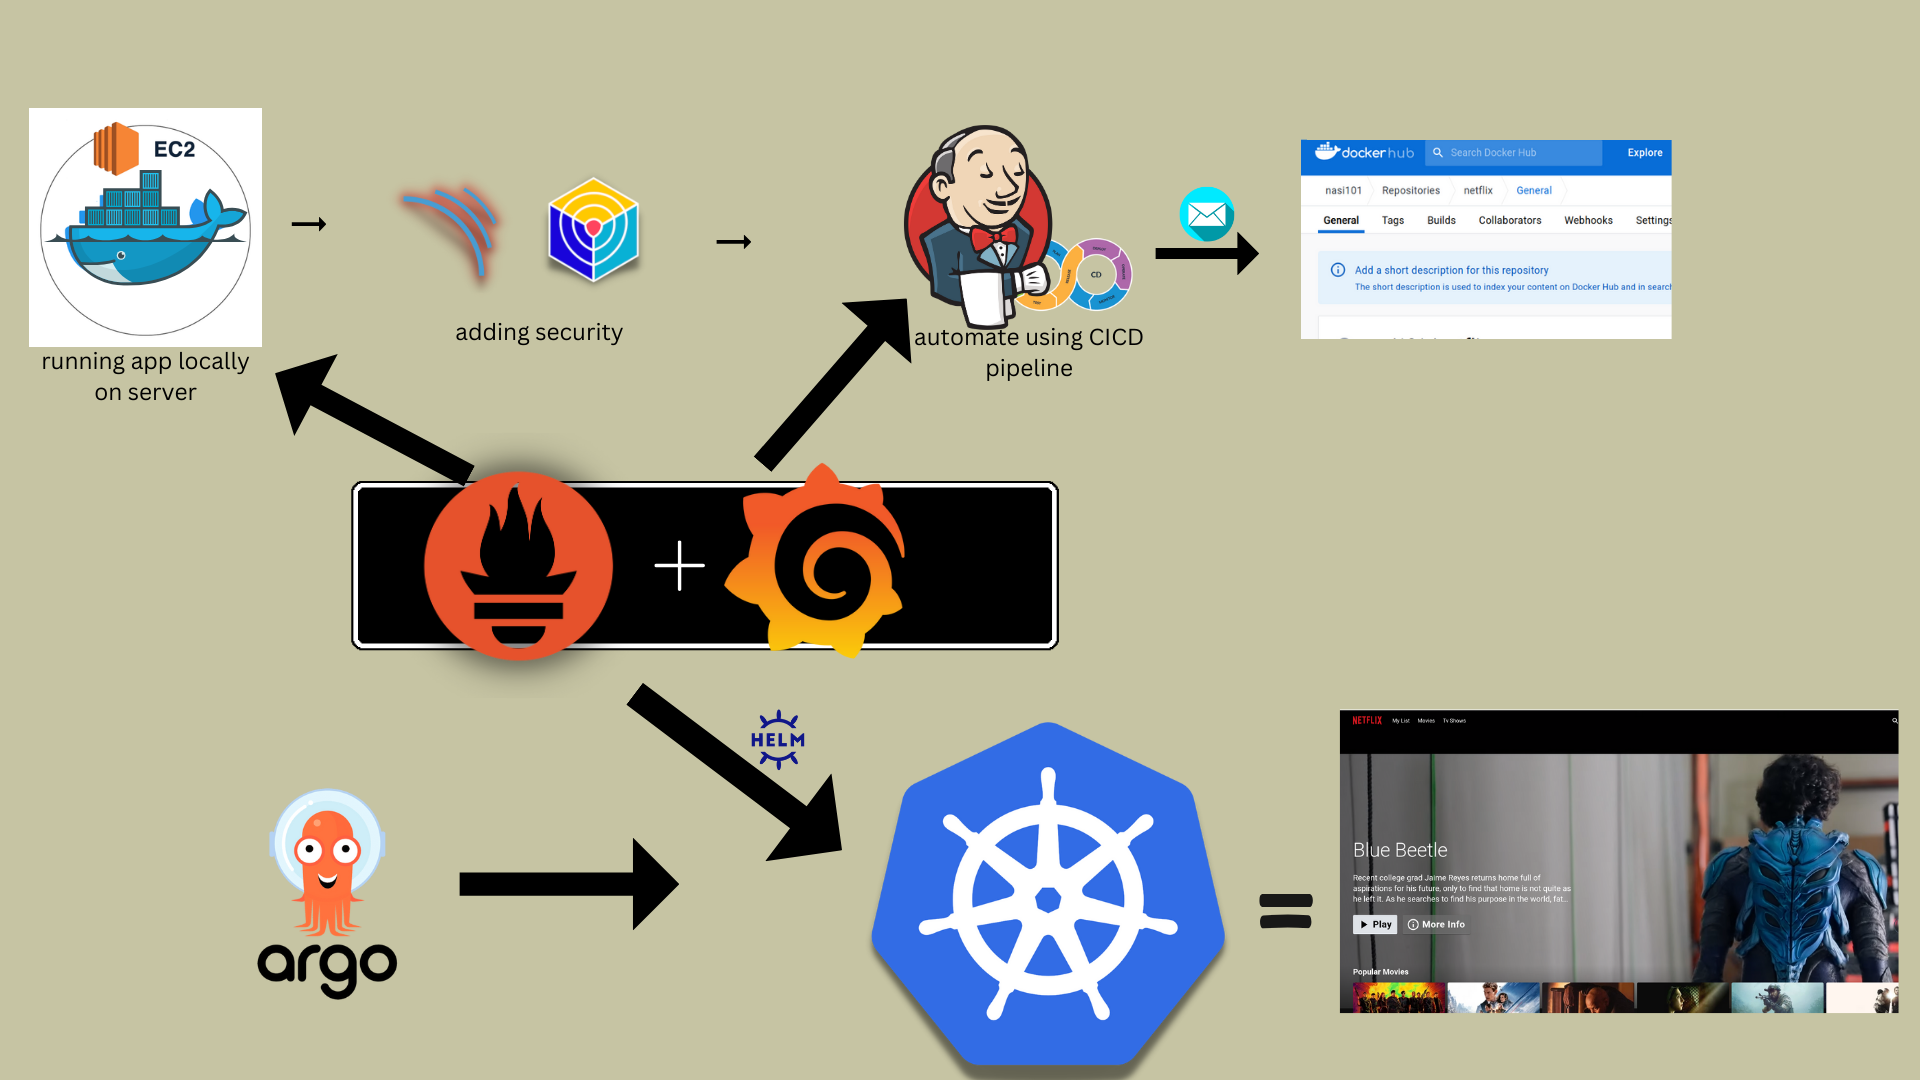 EC2
running app locally
on server
adding security
CD
automate using CICD
pipeline
dockerhub
Search Docker Hub
Explore
nasi101
Repositories
netflix
General
General
Tags
Builds
Collaborators
Webhooks
Settings
Add a short description for this repository
The short description is used to index your content on Docker Hub and in search
HELM
argo
NETFLIX
My List
Movies
Tv Shows
Blue Beetle
Recent college grad Jaime Reyes returns home full of
aspirations for his future, only to find that home is not quite as
he left it. As he searches to find his purpose in the world, fat...
Play
More Info
Popular Movies